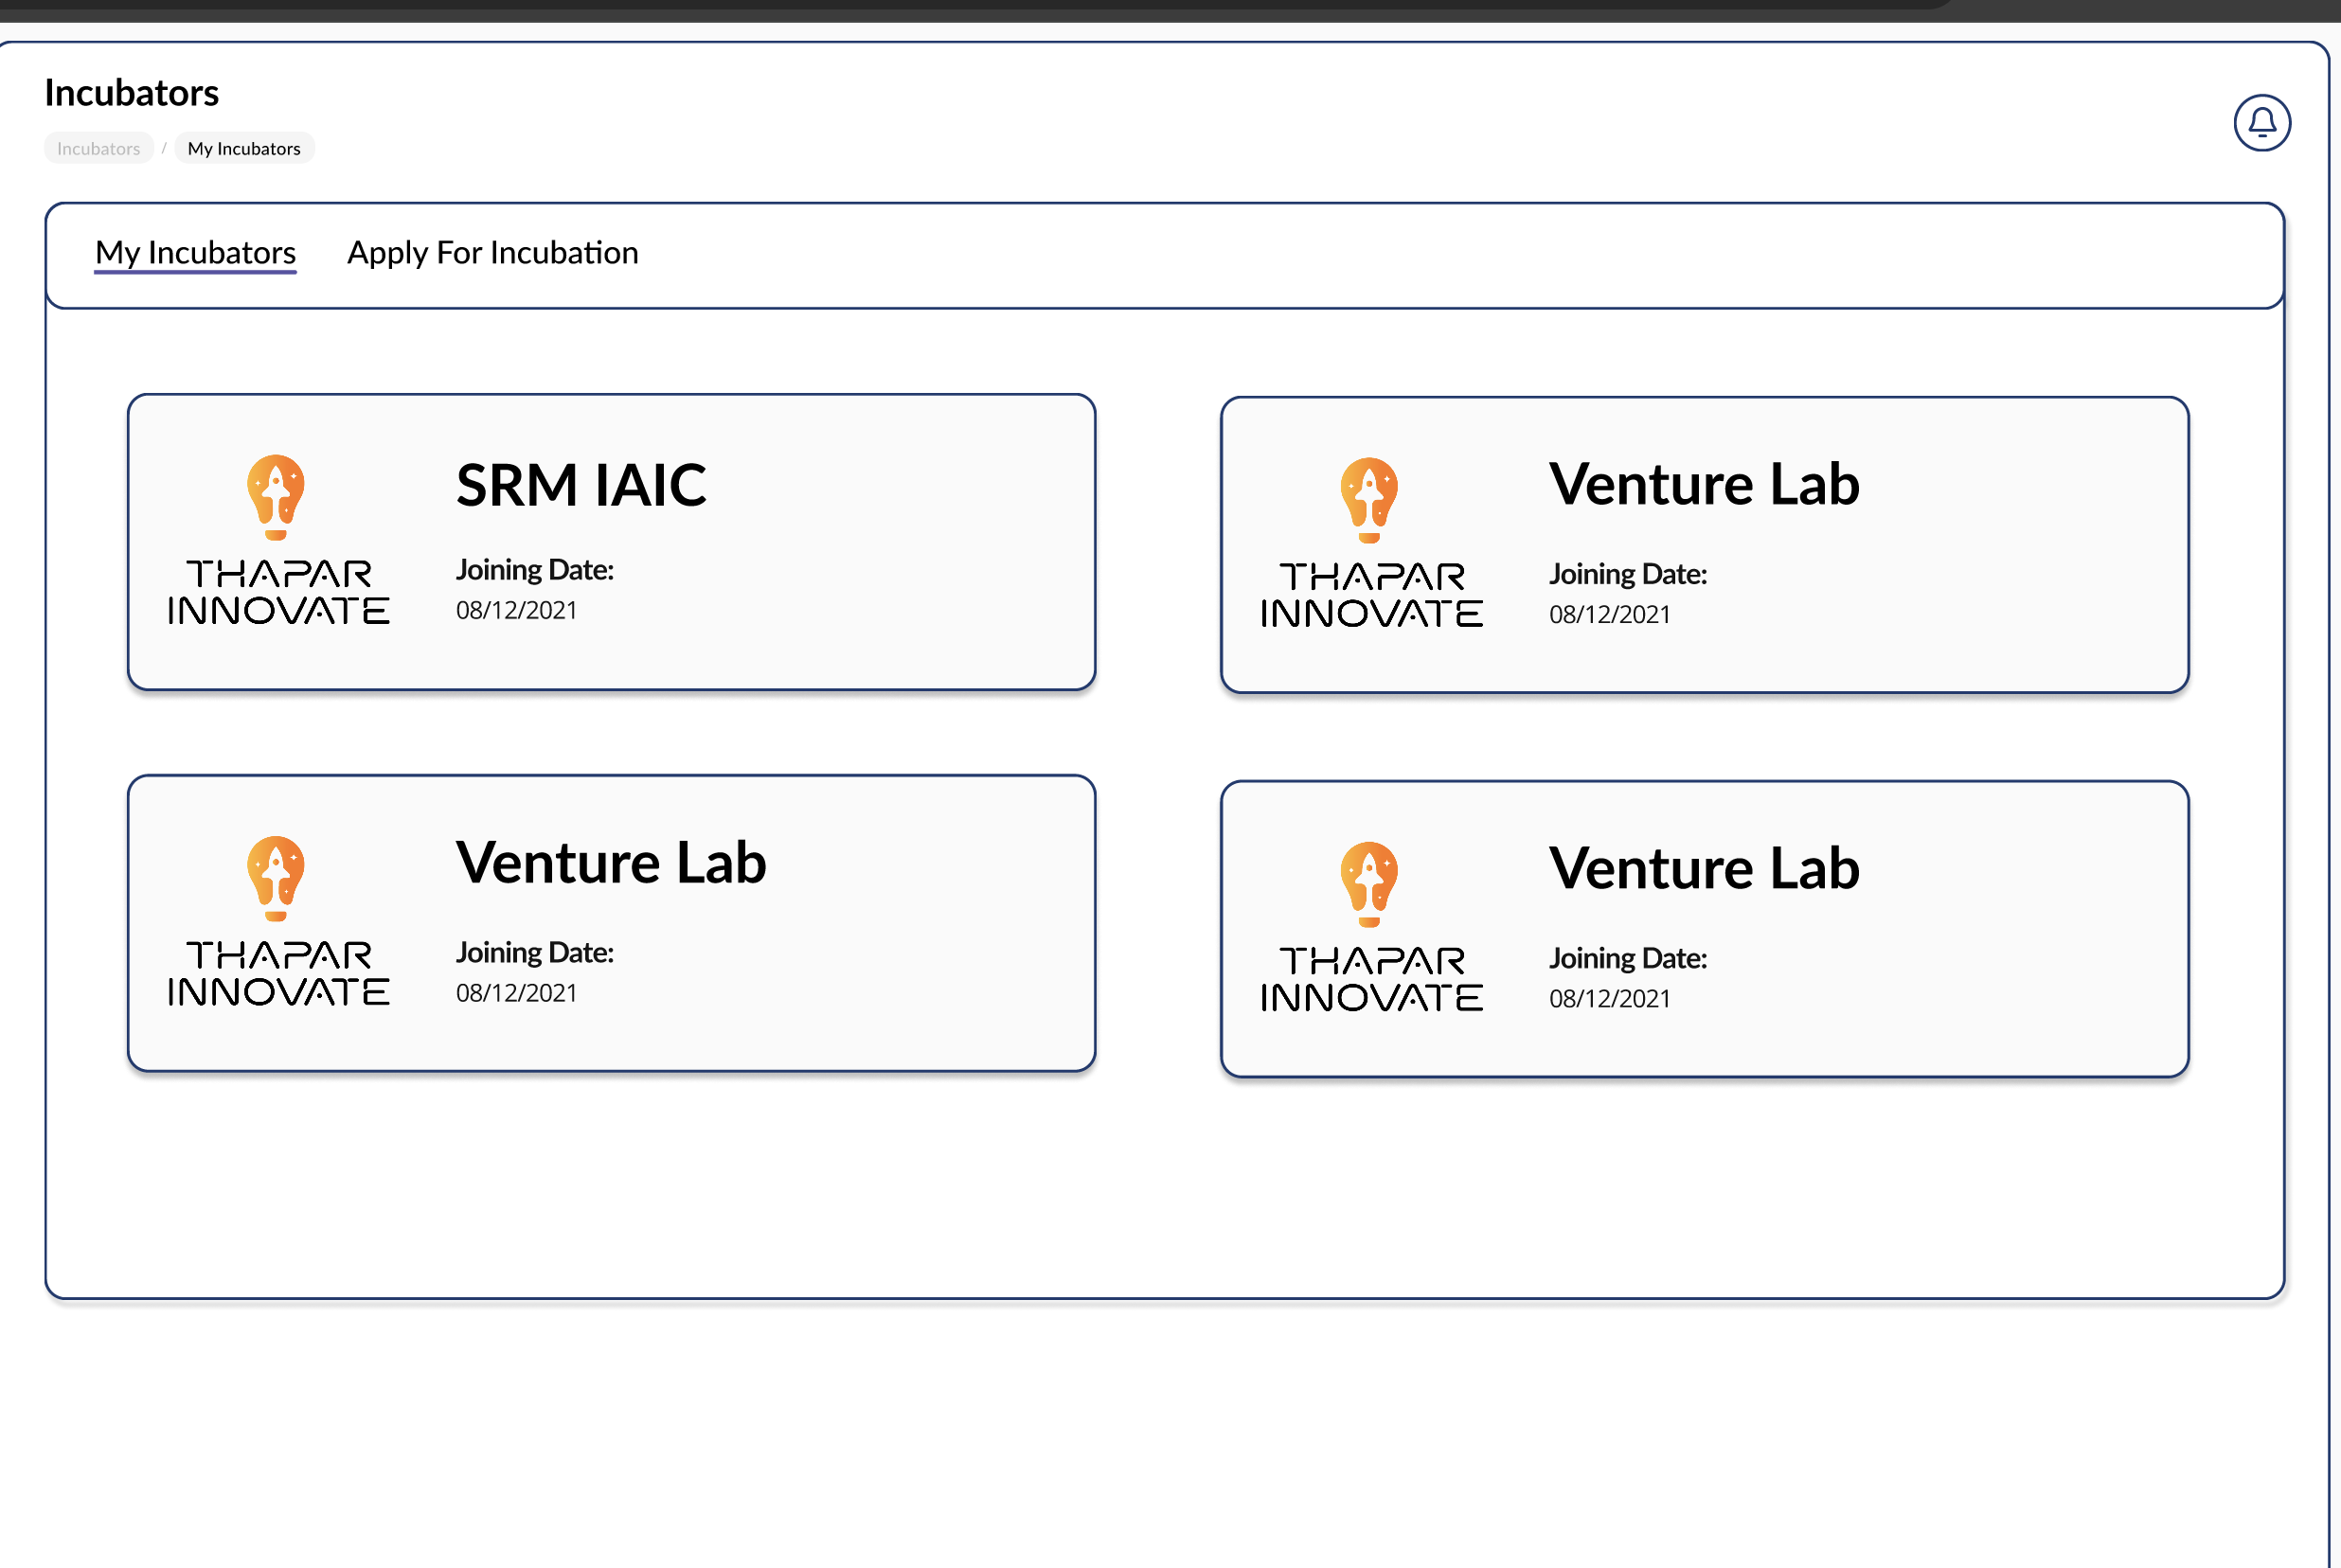 Incubators
Incubators / My Incubators
My Incubators Apply For Incubation
SRM IAIC
THAPAR
INNOVATE
Joining Date:
08/12/2021
Venture Lab
THAPAR
INNOVATE
Joining Date:
08/12/2021
Venture Lab
THAPAR
INNOVATE
Joining Date:
08/12/2021
Venture Lab
THAPAR
INNOVATE
Joining Date:
08/12/2021